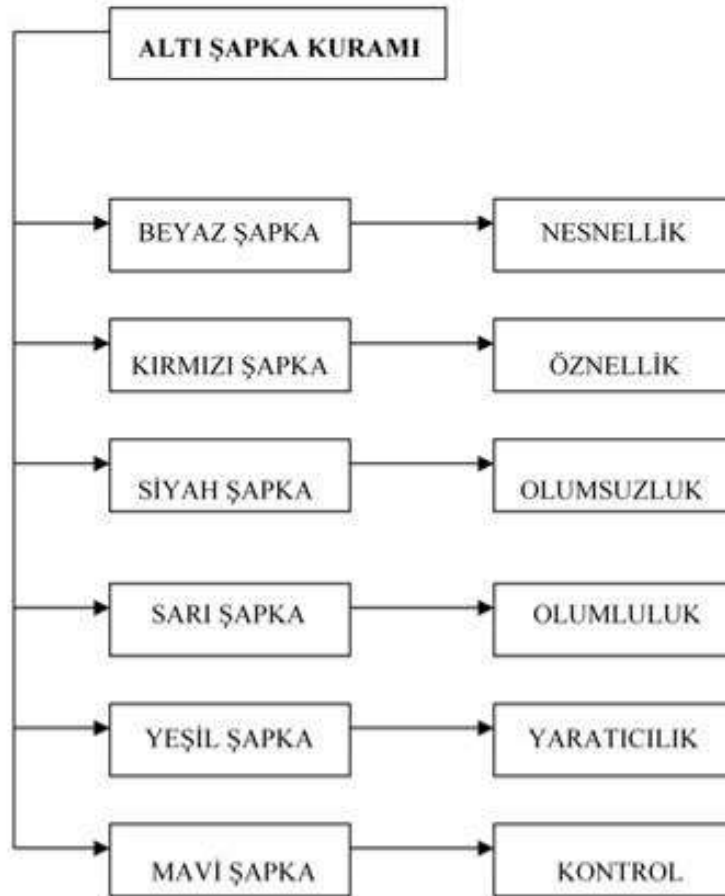 ALTI ŞAPKA KURAMI
BEYAZ ŞAPKA
NESNELLİK
KIRMIZI ŞAPKA
ÖZNELLİK
SİYAH ŞAPKA
OLUMSUZLUK
SARI ŞAPKA
OLUMLULUK
YEŞİL ŞAPKA
YARATICILIK
MAVİ ŞAPKA
KONTROL